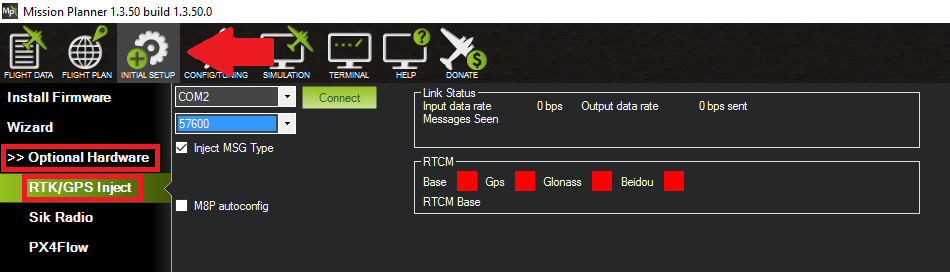 Mission Planner 1.3.50 build 1.3.50.0
FLIGHT DATA FLIGHT PLAN INITIAL SETUP CONFIG/TUNING SIMULATION TERMINAL HELP DONATE
Install Firmware
Wizard
>> Optional Hardware
RTK/GPS Inject
Sik Radio
PX4Flow
COM2 Connect
57600
Inject MSG Type
M8P autoconfig
Link Status
Input data rate 0 bps Output data rate 0 bps sent
Messages Seen
RTCM
Base Gps Glonass Beidou
RTCM Base